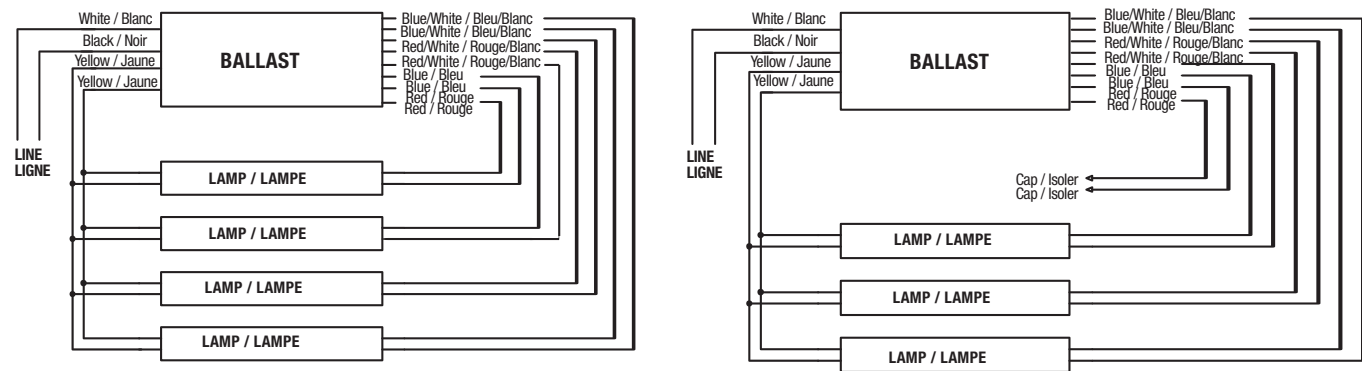 White / Blanc
Black / Noir
Yellow / Jaune
Yellow / Jaune
BALLAST
Blue/White / Bleu/Blanc
Blue/White / Bleu/Blanc
Red/White / Rouge/Blanc
Red/White / Rouge/Blanc
Blue / Bleu
Blue / Bleu
Red / Rouge
Red / Rouge
LINE
LIGNE
LAMP / LAMPE
LAMP / LAMPE
LAMP / LAMPE
LAMP / LAMPE
White / Blanc
Black / Noir
Yellow / Jaune
Yellow / Jaune
BALLAST
Blue/White / Bleu/Blanc
Blue/White / Bleu/Blanc
Red/White / Rouge/Blanc
Red/White / Rouge/Blanc
Blue / Bleu
Blue / Bleu
Red / Rouge
Red / Rouge
LINE
LIGNE
Cap / Isoler
Cap / Isoler
LAMP / LAMPE
LAMP / LAMPE
LAMP / LAMPE